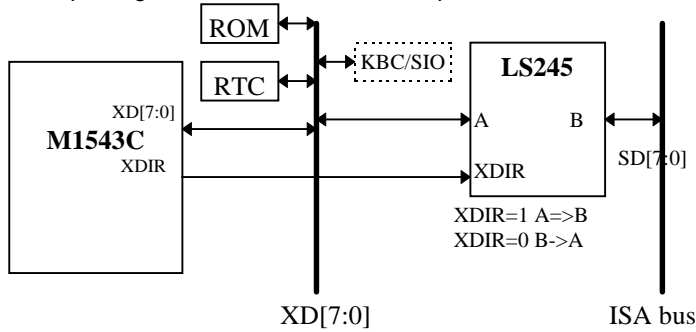 ROM
KBC/SIO
RTC
LS245
XD[7:0]
M1543C
XDIR
A
B
XDIR
SD[7:0]
XDIR=1 A=>B
XDIR=0 B->A
XD[7:0]
ISA bus